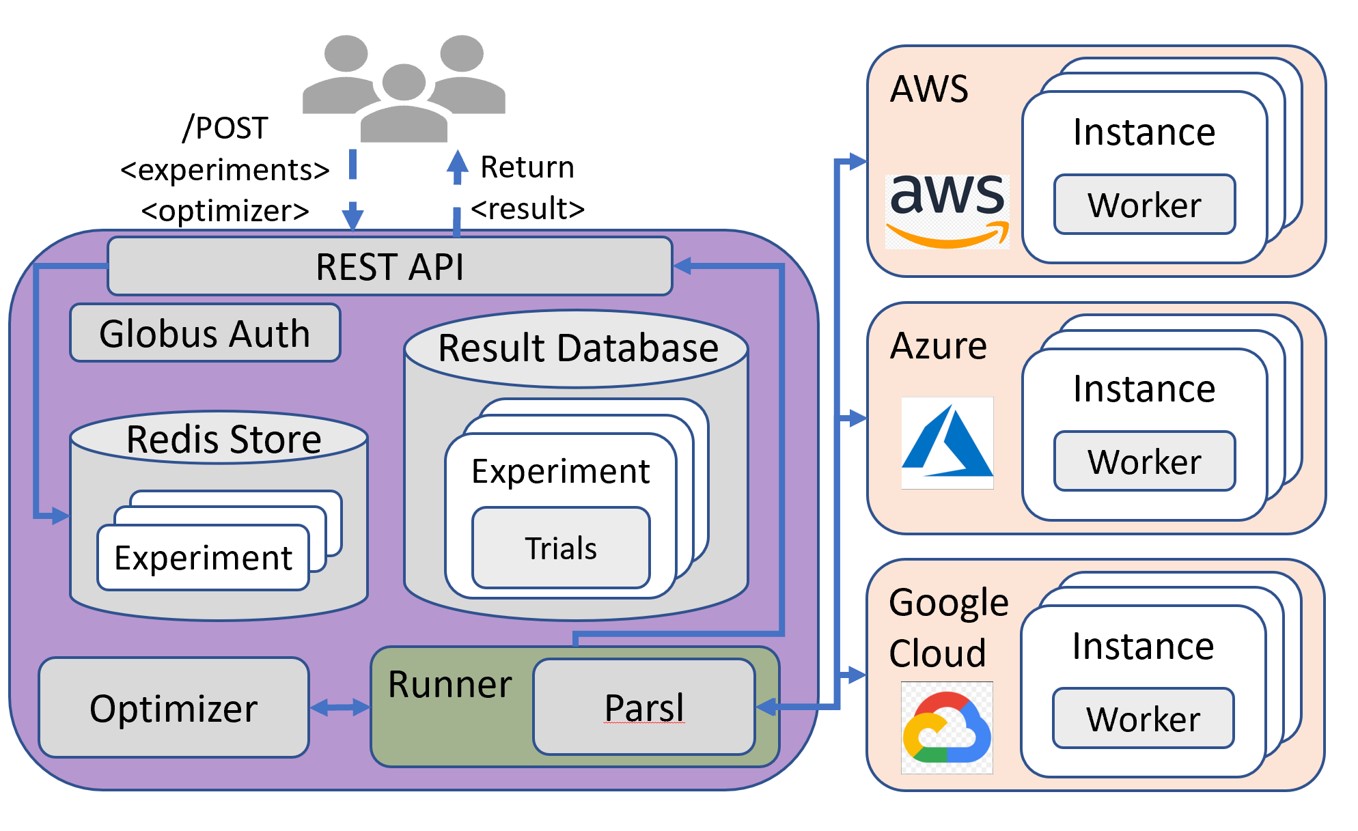 /POST
<experiments>
<optimizer>
Return
<result>
REST API
Globus Auth
Result Database
Redis Store
Experiment
Trials
Experiment
Optimizer
Runner
Parsl
AWS
aws
Instance
Worker
Azure
Instance
Worker
Google
Cloud
Instance
Worker